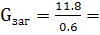 Gзаг = 11.8/0.6 =